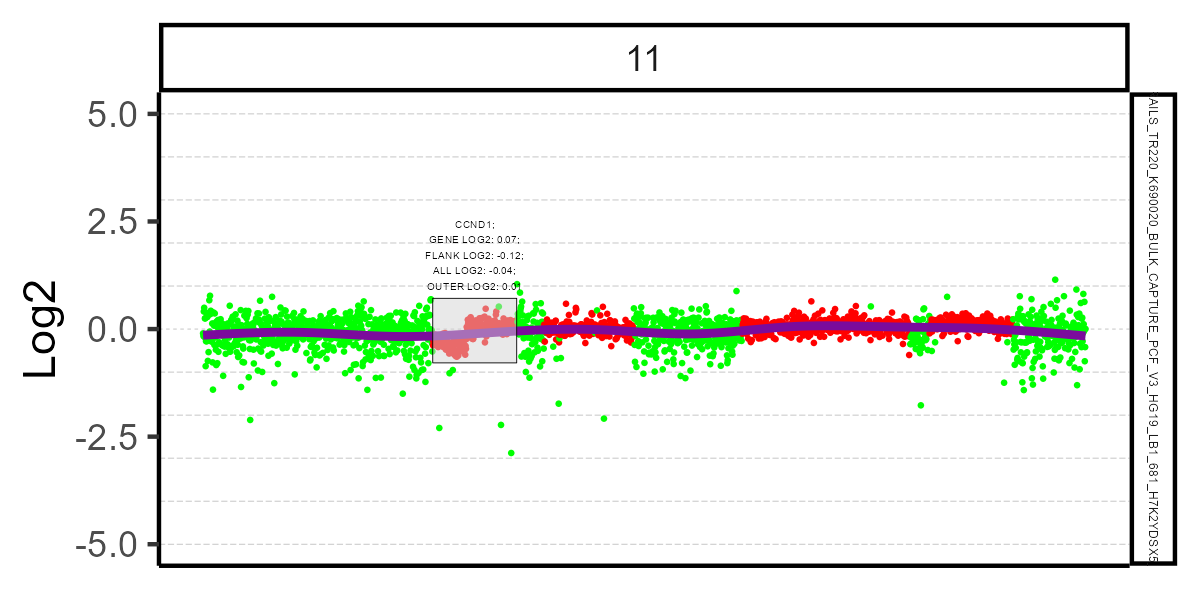 11
5.0
2.5
0.0
-2.5
-5.0
Log2
CCND1;
GENE LOG2: 0.07;
FLANK LOG2: -0.12;
ALL LOG2: -0.04;
OUTER LOG2: 0.01
AILS_TR220_K690020_BULK_CAPTURE_PCF_V3_HG19_LB1_681_H7K2YDSX5